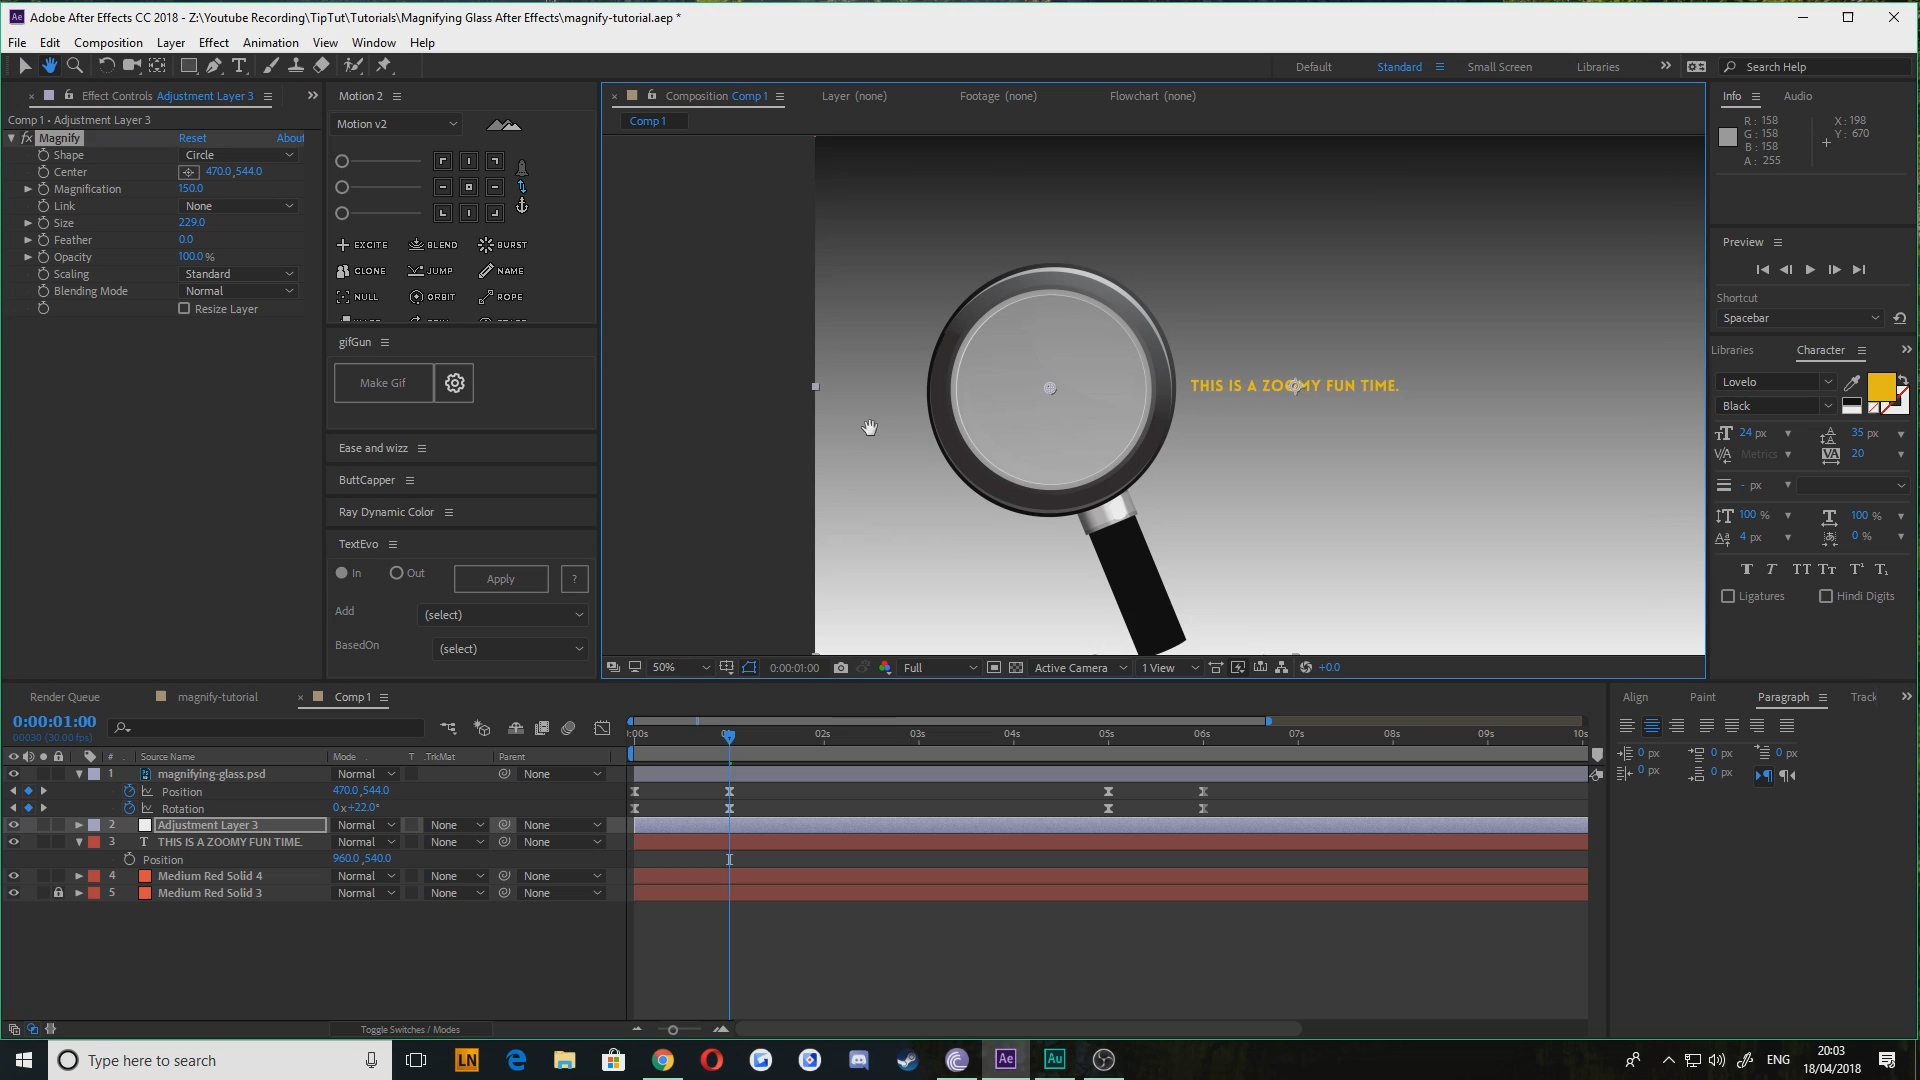 Adobe After Effects CC 2018 - Z:\Youtube Recording\TipTut\Tutorials\Magnifying Glass After Effects\magnify-tutorial.aep *
File Edit Composition Layer Effect Animation View Window Help
Default Standard Small Screen Libraries Search Help
Effect Controls Adjustment Layer 3
Comp 1 • Adjustment Layer 3
fx Magnify Reset About
Shape Circle
Center 470.0 ,544.0
Magnification 150.0
Link None
Size 229.0
Feather 0.0
Opacity 100.0 %
Scaling Standard
Blending Mode Normal
Resize Layer
Motion 2
Motion v2
EXCITE BLEND BURST
CLONE JUMP NAME
NULL ORBIT ROPE
gifGun
Make Gif
Ease and wizz
ButtCapper
Ray Dynamic Color
TextEvo
In Out Apply ?
Add (select)
BasedOn (select)
Composition Comp 1 Layer (none) Footage (none) Flowchart (none)
Comp 1
THIS IS A ZOOMY FUN TIME.
50% 0:00:01:00 Full Active Camera 1 View +0.0
Info Audio
R : 158 X : 198
G : 158 Y : 670
B : 158
A : 255
Preview
Shortcut
Spacebar
Libraries Character
Lovelo
Black
24 px 35 px
Metrics 20
- px
100 % 100 %
4 px 0 %
Ligatures Hindi Digits
Render Queue magnify-tutorial Comp 1
0:00:01:00
00030 (30.00 fps)
# Source Name Mode T .TrkMat Parent
1 magnifying-glass.psd Normal None
Position 470.0 ,544.0
Rotation 0 x +22.0 °
2 Adjustment Layer 3 Normal None None
3 T THIS IS A ZOOMY FUN TIME. Normal None None
Position 960.0 ,540.0
4 Medium Red Solid 4 Normal None None
5 Medium Red Solid 3 Normal None None
Toggle Switches / Modes
:00s 02s 03s 04s 05s 06s 07s 08s 09s 10s
Align Paint Paragraph Track
0 px 0 px 0 px
0 px 0 px
Type here to search
LN Ae Au
ENG 20:03
18/04/2018